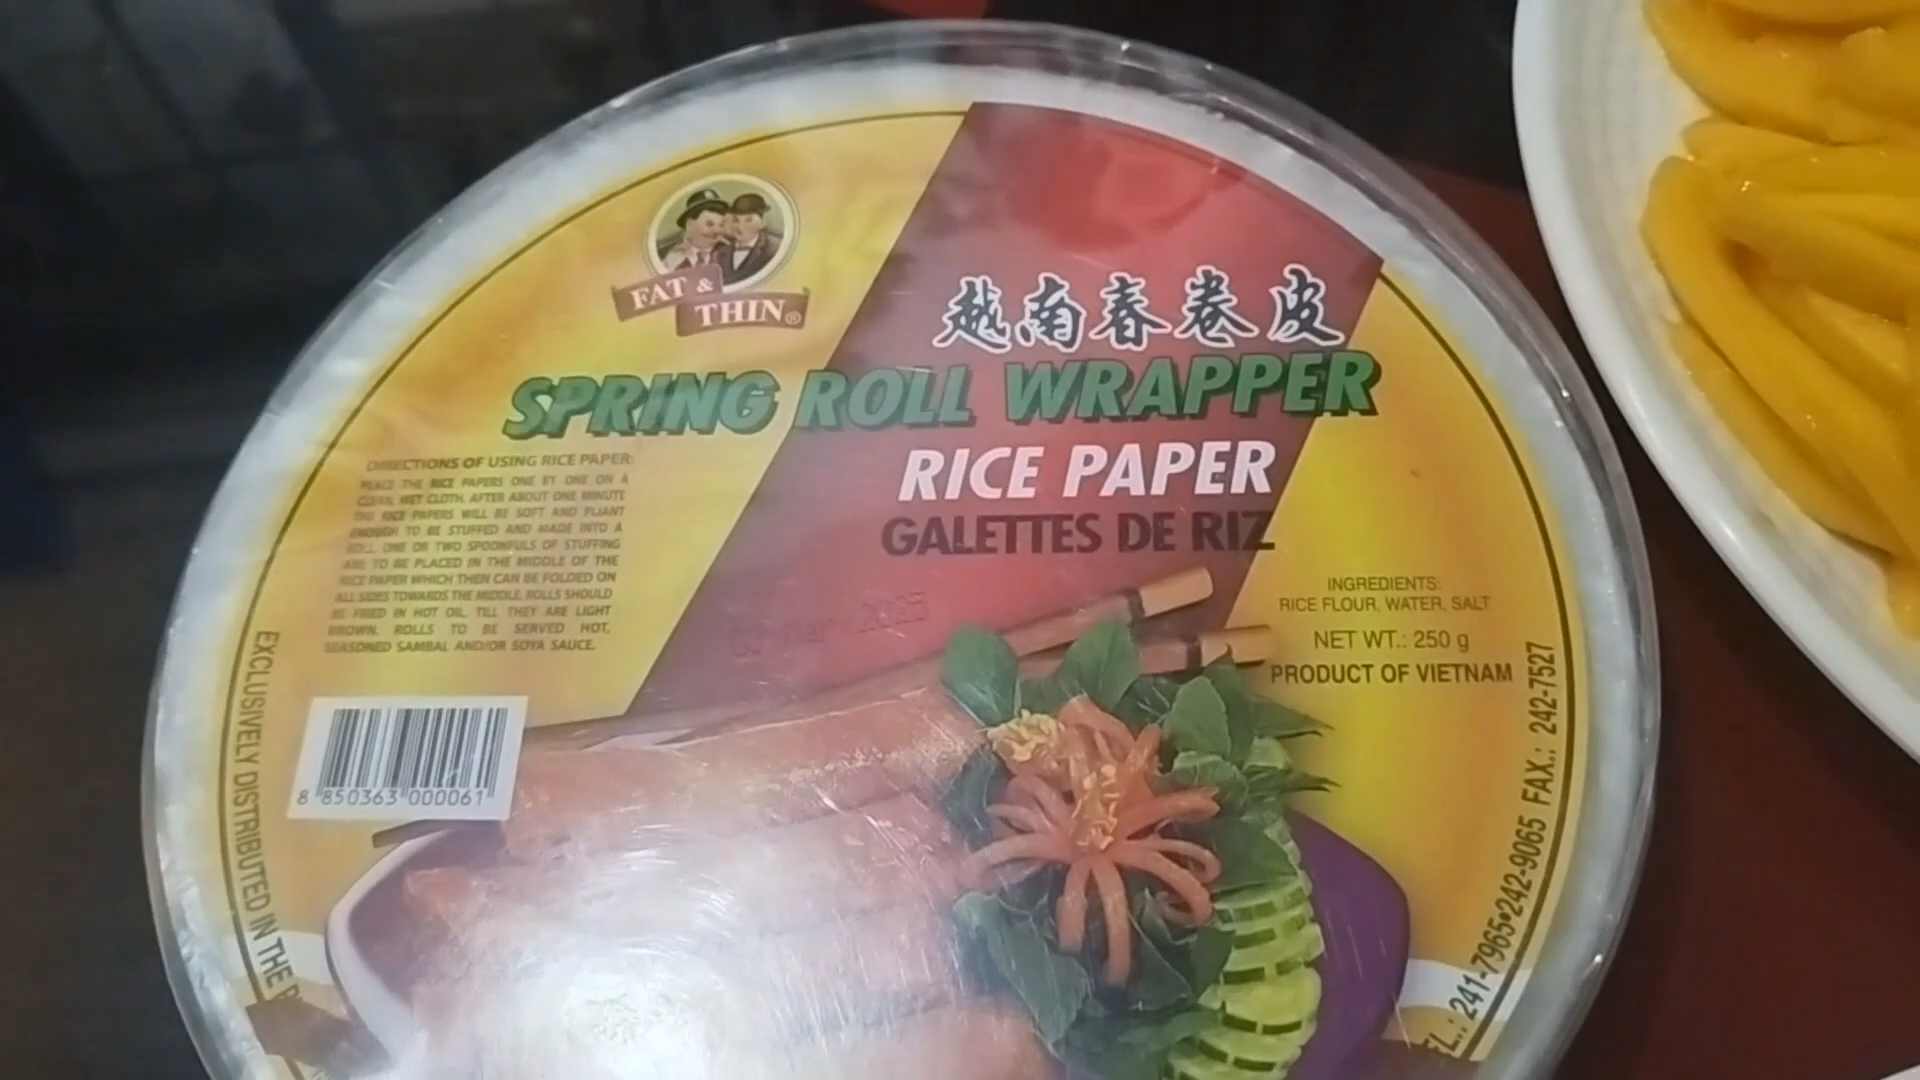 FAT &
THIN®
越南春卷皮
SPRING ROLL WRAPPER
RICE PAPER
GALETTES DE RIZ
DIRECTIONS OF USING RICE PAPER:
PLACE THE RICE PAPERS ONE BY ONE ON A
CLEAN, WET CLOTH. AFTER ABOUT ONE MINUTE
THE RICE PAPERS WILL BE SOFT AND PLIANT
ENOUGH TO BE STUFFED AND MADE INTO A
ROLL. ONE OR TWO SPOONFULS OF STUFFING
ARE TO BE PLACED IN THE MIDDLE OF THE
RICE PAPER WHICH THEN CAN BE FOLDED ON
ALL SIDES TOWARDS THE MIDDLE. ROLLS SHOULD
BE FRIED IN HOT OIL, TILL THEY ARE LIGHT
BROWN. ROLLS TO BE SERVED HOT,
SEASONED SAMBAL AND/OR SOYA SAUCE.
INGREDIENTS:
RICE FLOUR, WATER, SALT
NET WT.: 250 g
PRODUCT OF VIETNAM
8 850363 000061
EXCLUSIVELY DISTRIBUTED IN THE
241-7965•242-9065 FAX.: 242-7527